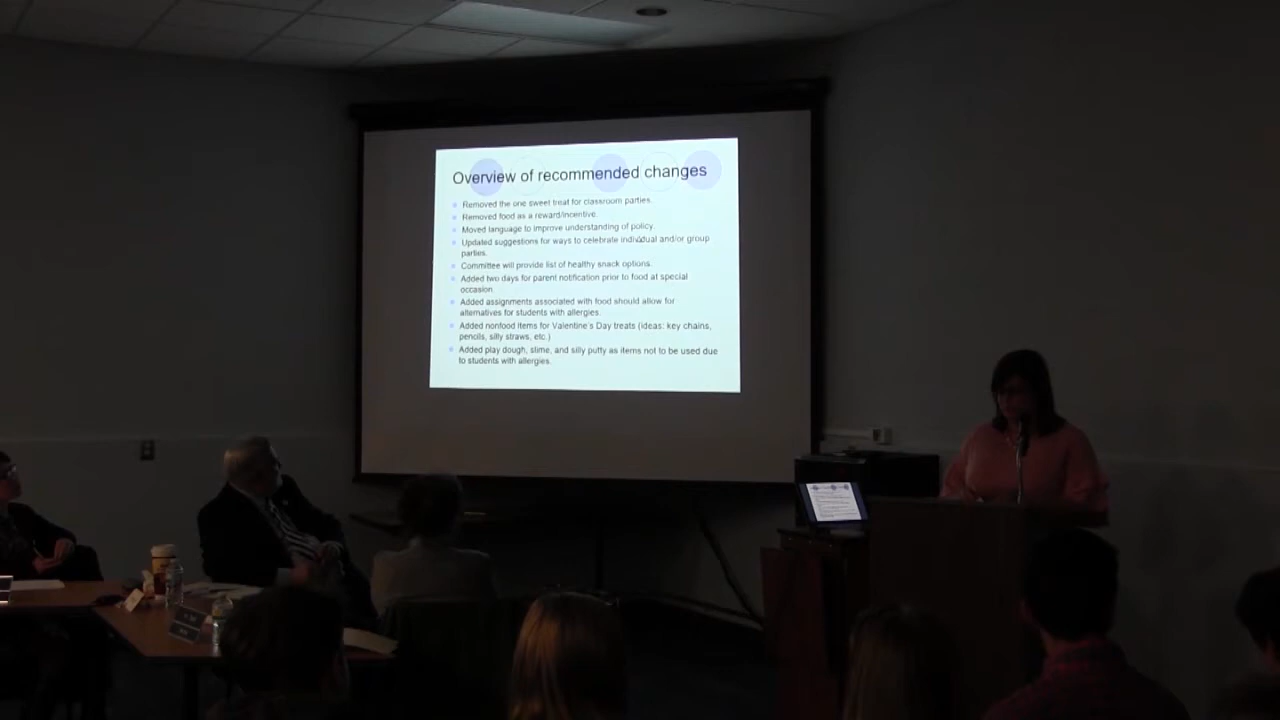 Overview of recommended changes
Removed the one sweet treat for classroom parties.
Removed food as a reward/incentive.
Moved language to improve understanding of policy.
Updated suggestions for ways to celebrate individual and/or group
parties.
Committee will provide list of healthy snack options.
Added two days for parent notification prior to food at special
occasion.
Added assignments associated with food should allow for
alternatives for students with allergies.
Added nonfood items for Valentine's Day treats (ideas: key chains,
pencils, silly straws, etc.)
Added play dough, slime, and silly putty as items not to be used due
to students with allergies.